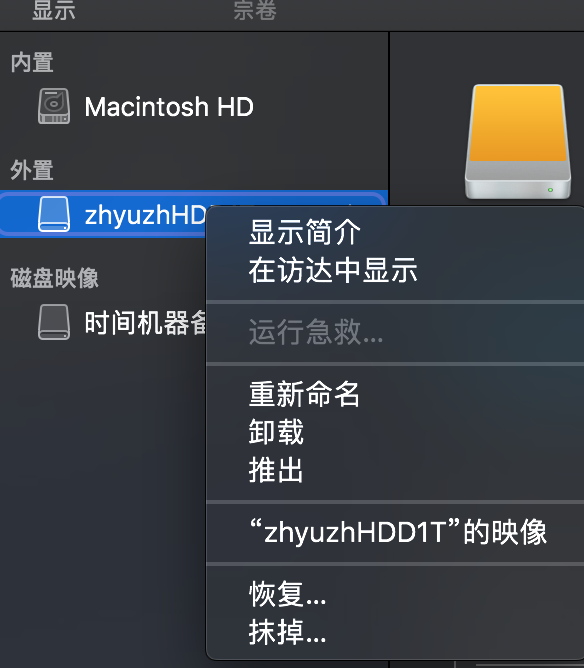 显示
宗卷
内置
Macintosh HD
外置
zhyuzhHD
磁盘映像
时间机器备
显示简介
在访达中显示
运行急救...
重新命名
卸载
推出
“zhyuzhHDD1T”的映像
恢复...
抹掉...